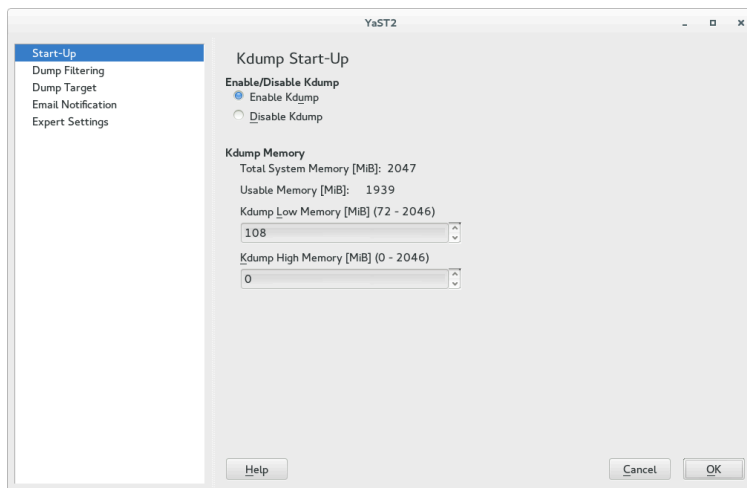 YaST2
Start-Up
Dump Filtering
Dump Target
Email Notification
Expert Settings
Kdump Start-Up
Enable/Disable Kdump
Enable Kdump
Disable Kdump
Kdump Memory
Total System Memory [MiB]: 2047
Usable Memory [MiB]: 1939
Kdump Low Memory [MiB] (72 - 2046)
108
Kdump High Memory [MiB] (0 - 2046)
0
Help
Cancel
OK